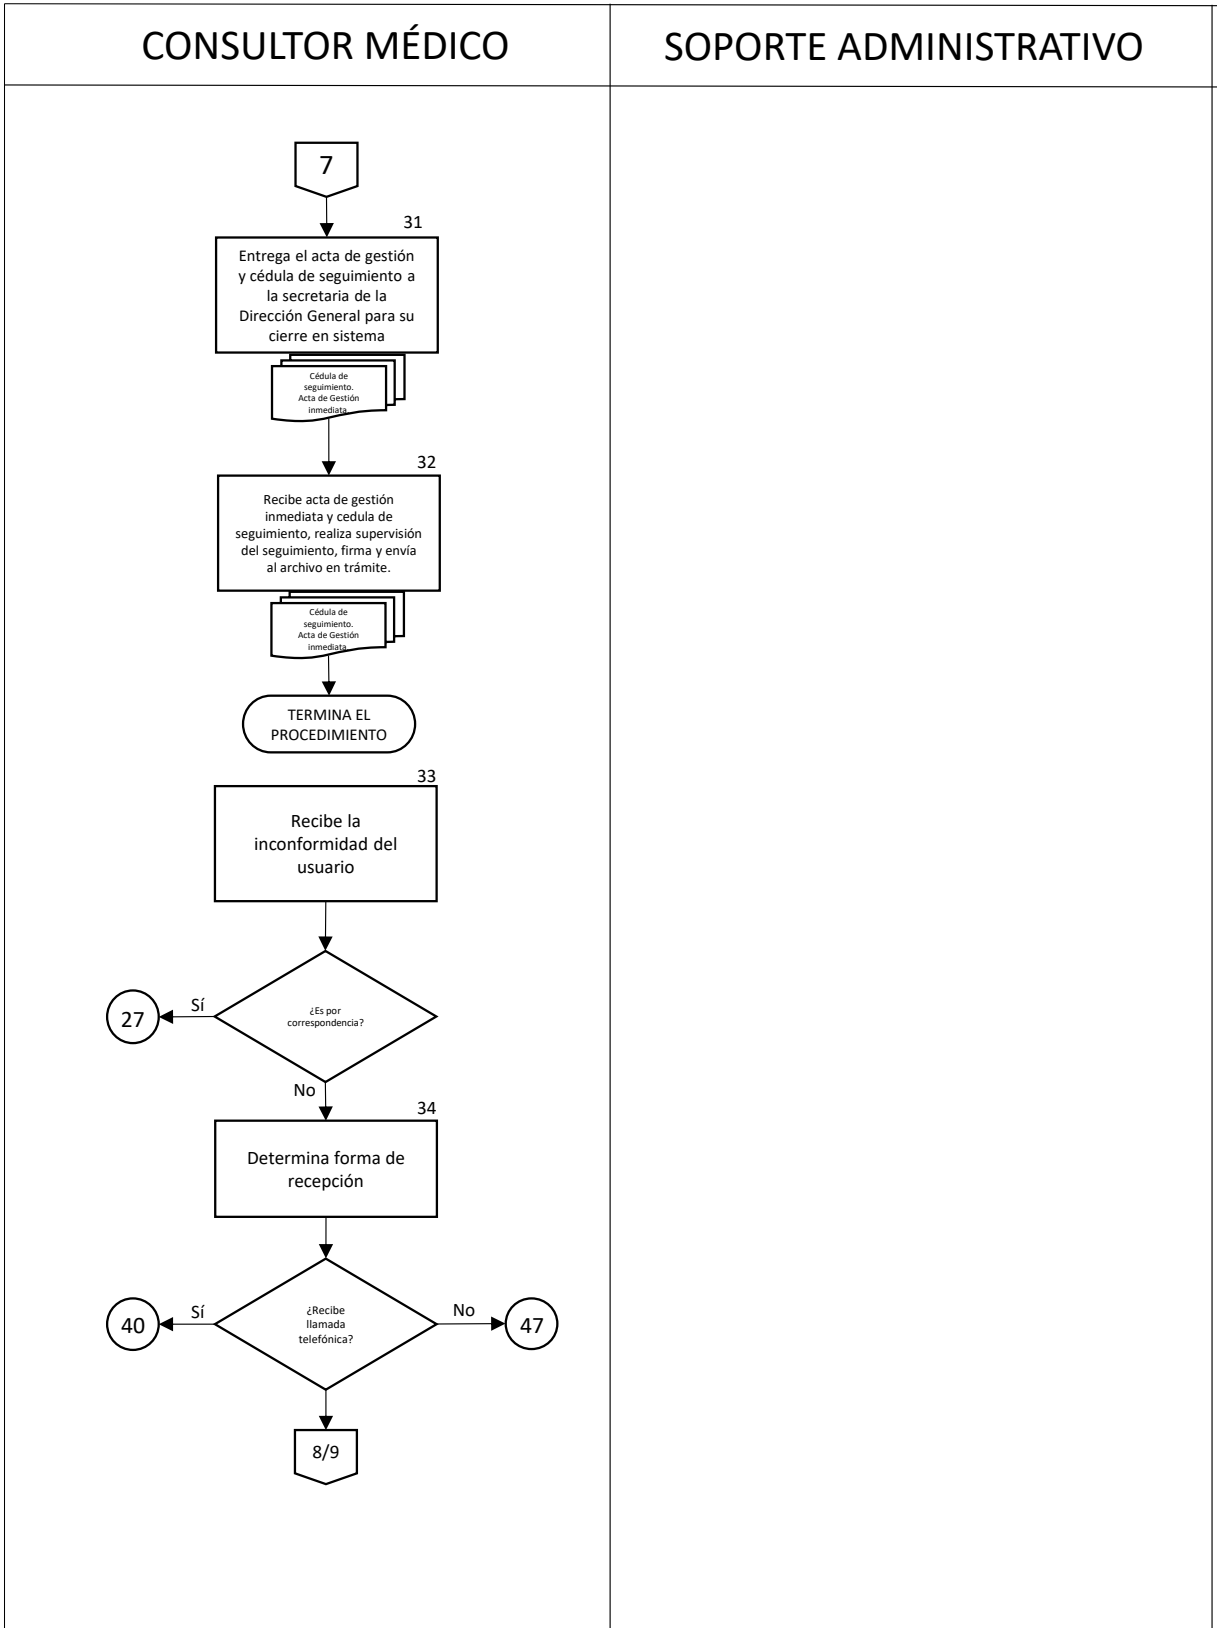 CONSULTOR MÉDICO
SOPORTE ADMINISTRATIVO
7
31
Entrega el acta de gestión
y cédula de seguimiento a
la secretaria de la
Dirección General para su
cierre en sistema
Cédula de
seguimiento.
Acta de Gestión
inmediata.
32
Recibe acta de gestión
inmediata y cedula de
seguimiento, realiza supervisión
del seguimiento, firma y envía
al archivo en trámite.
Cédula de
seguimiento.
Acta de Gestión
inmediata.
TERMINA EL
PROCEDIMIENTO
33
Recibe la
inconformidad del
usuario
¿Es por
correspondencia?
Sí
27
No
34
Determina forma de
recepción
¿Recibe
llamada
telefónica?
Sí
40
No
47
8/9